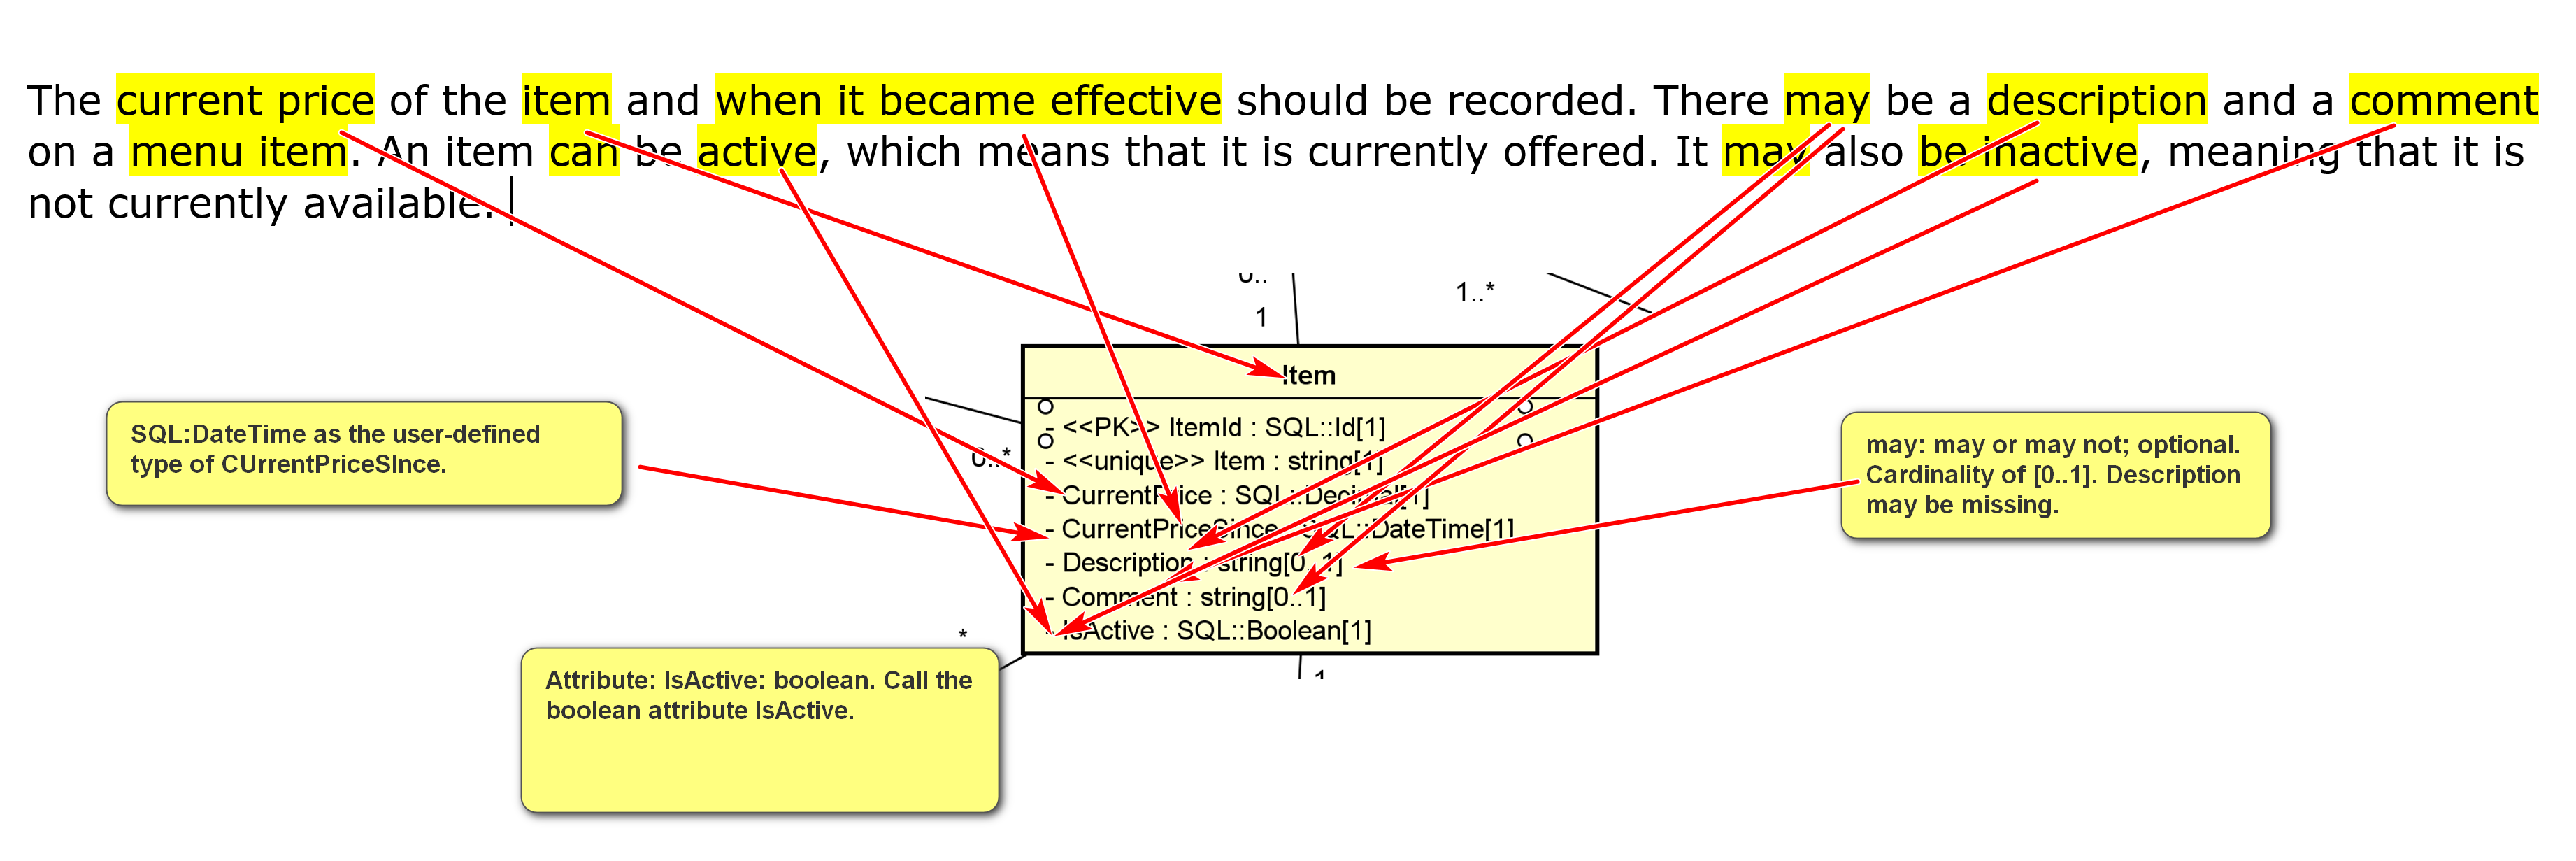 The current price of the item and when it became effective should be recorded. There may be a description and a comment
on a menu item. An item can be active, which means that it is currently offered. It may also be inactive, meaning that it is
not currently available.
0..
1
1..*
Item
- <<PK>> ItemId : SQL::Id[1]
0..*
- <<unique>> Item : string[1]
- CurrentPrice : SQL::Decimal[1]
- CurrentPriceSince : SQL::DateTime[1]
- Description : string[0..1]
- Comment : string[0..1]
- IsActive : SQL::Boolean[1]
*
1
SQL:DateTime as the user-defined
type of CUrrentPriceSInce.
may: may or may not; optional.
Cardinality of [0..1]. Description
may be missing.
Attribute: IsActive: boolean. Call the
boolean attribute IsActive.